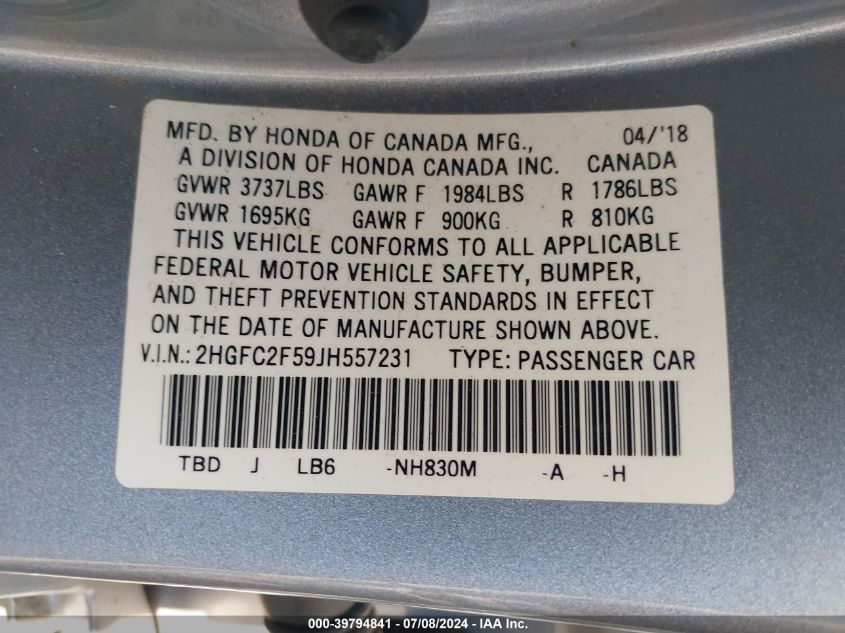 MFD. BY HONDA OF CANADA MFG., 04/'18
A DIVISION OF HONDA CANADA INC. CANADA
GVWR 3737LBS GAWR F 1984LBS R 1786LBS
GVWR 1695KG GAWR F 900KG R 810KG
THIS VEHICLE CONFORMS TO ALL APPLICABLE
FEDERAL MOTOR VEHICLE SAFETY, BUMPER,
AND THEFT PREVENTION STANDARDS IN EFFECT
ON THE DATE OF MANUFACTURE SHOWN ABOVE.
V.I.N.: 2HGFC2F59JH557231 TYPE: PASSENGER CAR
TBD J LB6 -NH830M -A -H
000-39794841 / 07/08/2024 - IAA Inc.